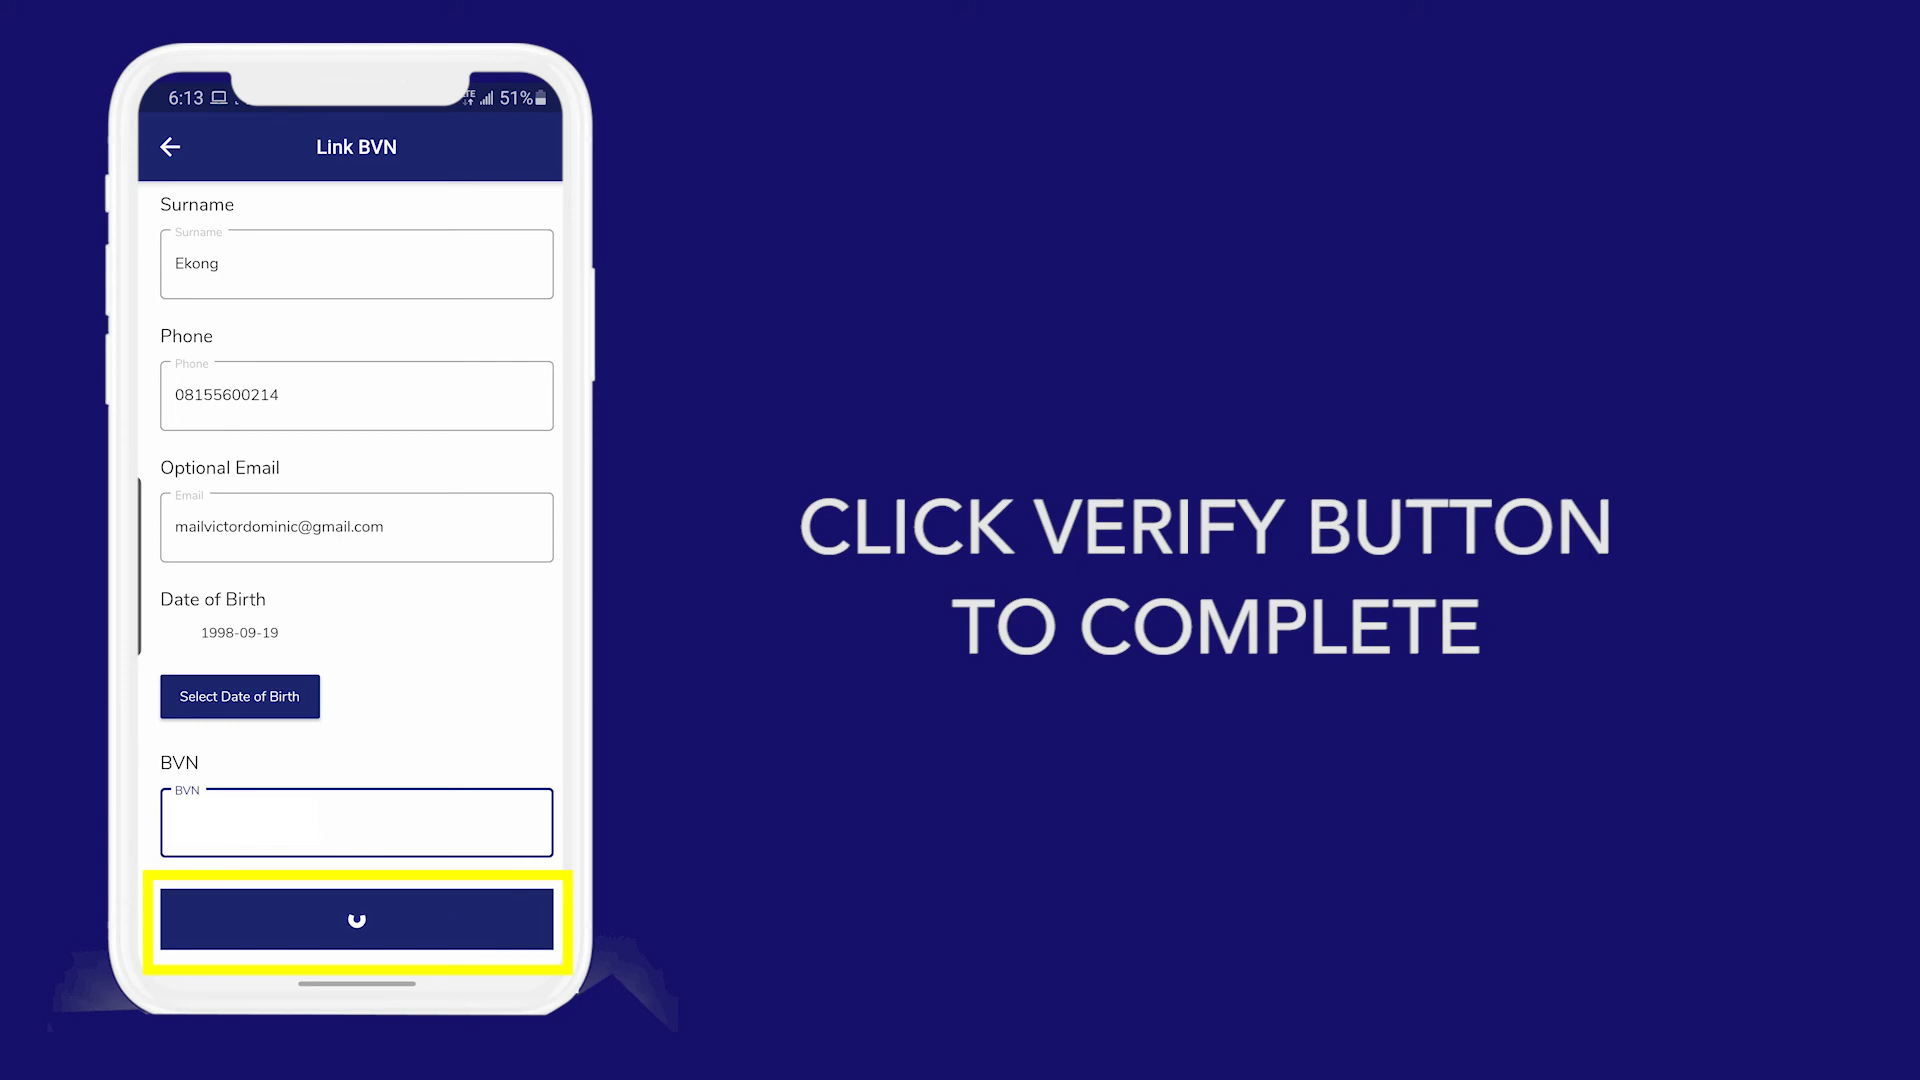 6:13
LTE 51%
Link BVN
Surname
Surname
Ekong
Phone
Phone
08155600214
Optional Email
Email
mailvictordominic@gmail.com
Date of Birth
1998-09-19
Select Date of Birth
BVN
BVN
CLICK VERIFY BUTTON
TO COMPLETE